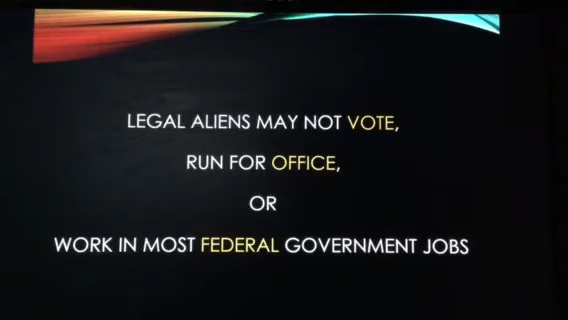 LEGAL ALIENS MAY NOT VOTE,
RUN FOR OFFICE,
OR
WORK IN MOST FEDERAL GOVERNMENT JOBS